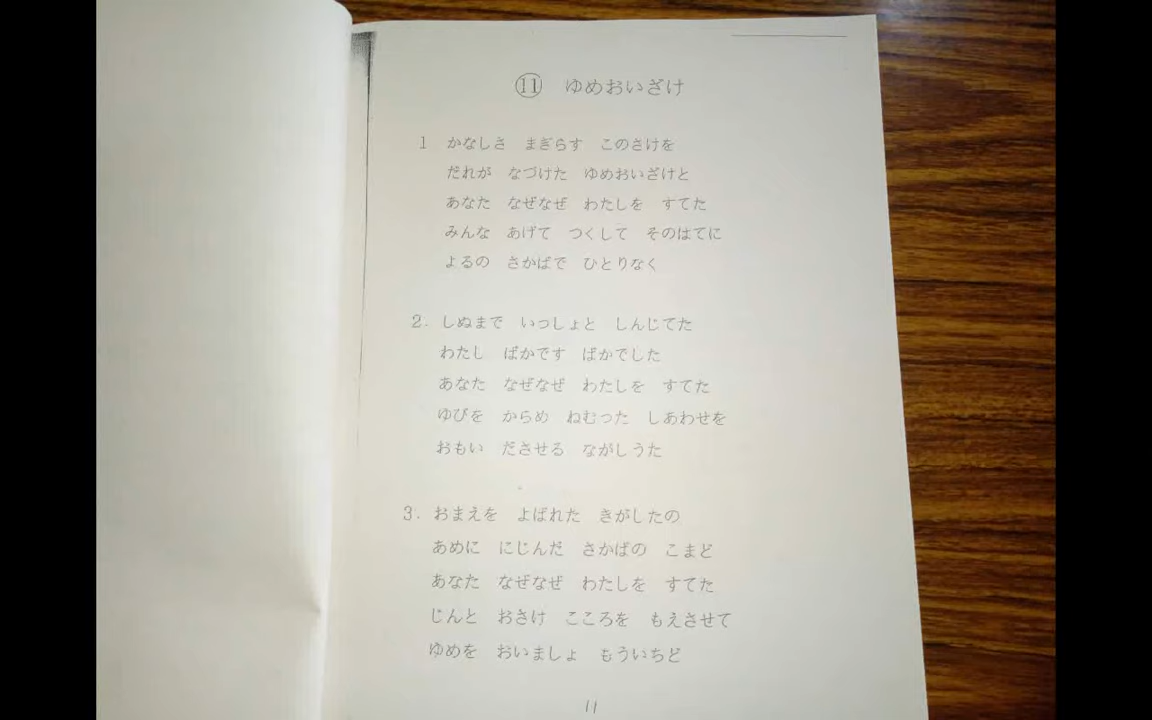 ⑪ ゆめおいざけ
1 かなしさ まぎらす このさけを
だれが なづけた ゆめおいざけと
あなた なぜなぜ わたしを すてた
みんな あげて つくして そのはてに
よるの さかばで ひとりなく
2. しぬまで いっしょと しんじてた
わたし ばかです ばかでした
あなた なぜなぜ わたしを すてた
ゆびを からめ ねむった しあわせを
おもい ださせる ながしうた
3. おまえを よばれた きがしたの
あめに にじんだ さかばの こまど
あなた なぜなぜ わたしを すてた
じんと おさけ こころを もえさせて
ゆめを おいましょ もういちど
11